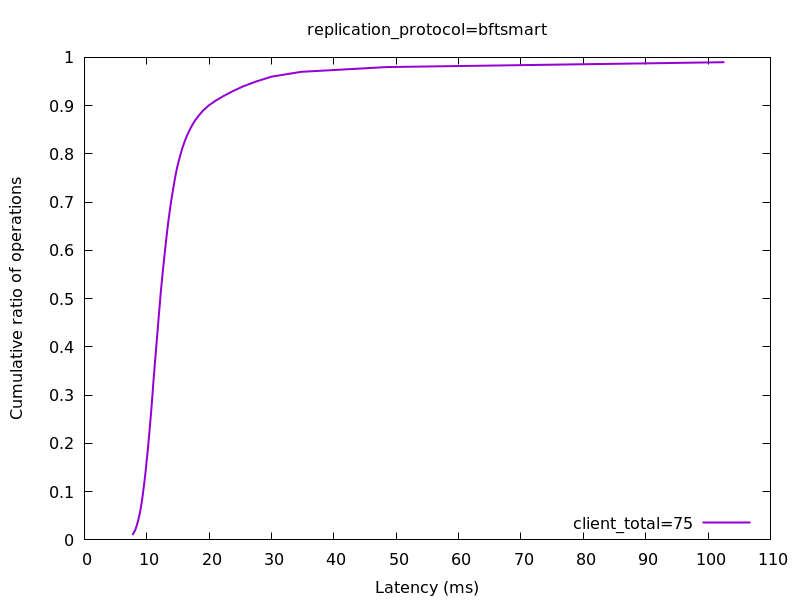 replication_protocol=bftsmart
1
0.9
0.8
0.7
0.6
0.5
0.4
0.3
0.2
0.1
0
Cumulative ratio of operations
client_total=75
0 10 20 30 40 50 60 70 80 90 100 110
Latency (ms)